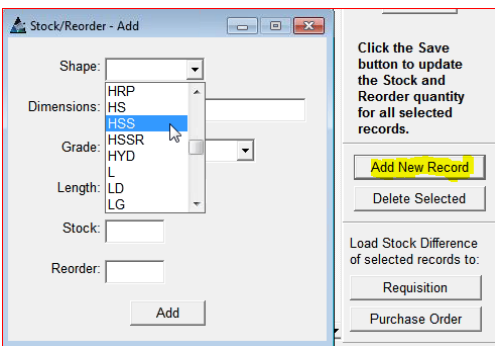 Stock/Reorder - Add
Shape:
HRP
Dimensions:
HS
HSS
Grade:
HSSR
HYD
L
Length:
LD
LG
Stock:
Reorder:
Add
Click the Save
button to update
the Stock and
Reorder quantity
for all selected
records.
Add New Record
Delete Selected
Load Stock Difference
of selected records to:
Requisition
Purchase Order